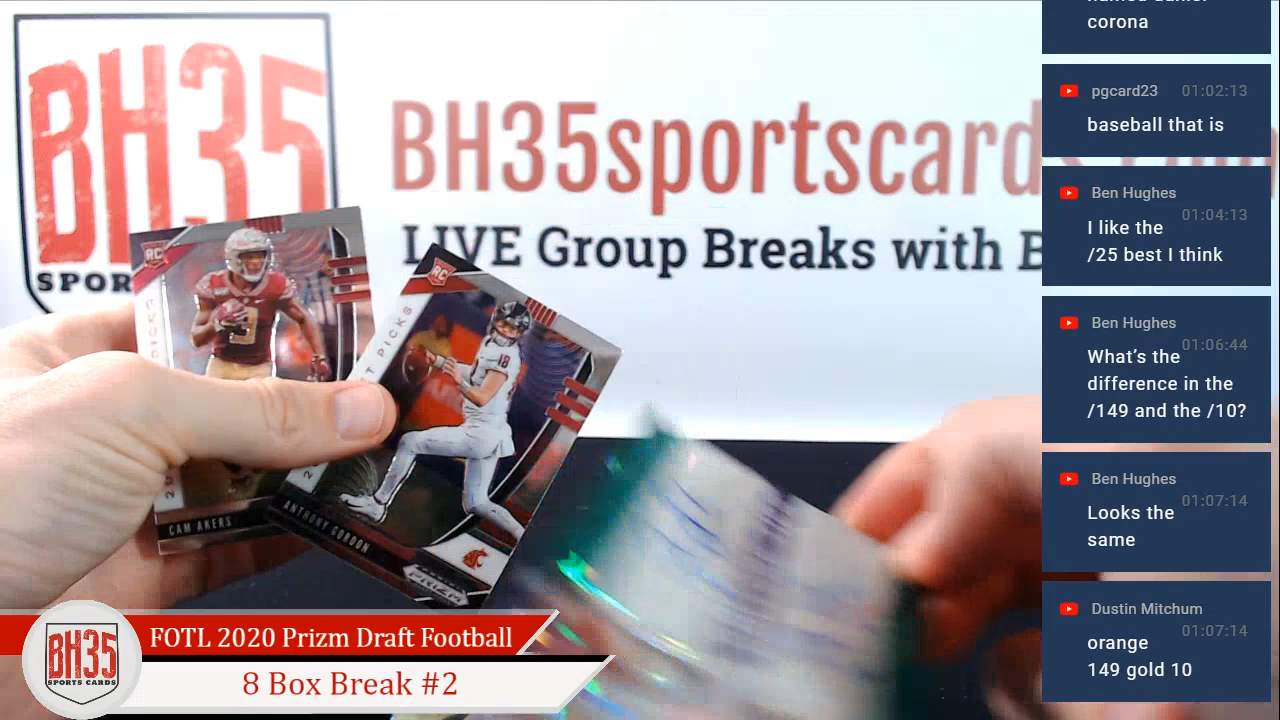 BH35
SPOR
BH35sportscard
LIVE Group Breaks with B
RC
PICKS
CAM AKERS
RC
T PICKS
ANTHONY GORDON
PRIZM
BH35
SPORTS CARDS
FOTL 2020 Prizm Draft Football
8 Box Break #2
corona
pgcard23 01:02:13
baseball that is
Ben Hughes
01:04:13
I like the
/25 best I think
Ben Hughes
01:06:44
What's the
difference in the
/149 and the /10?
Ben Hughes
01:07:14
Looks the
same
Dustin Mitchum
01:07:14
orange
149 gold 10